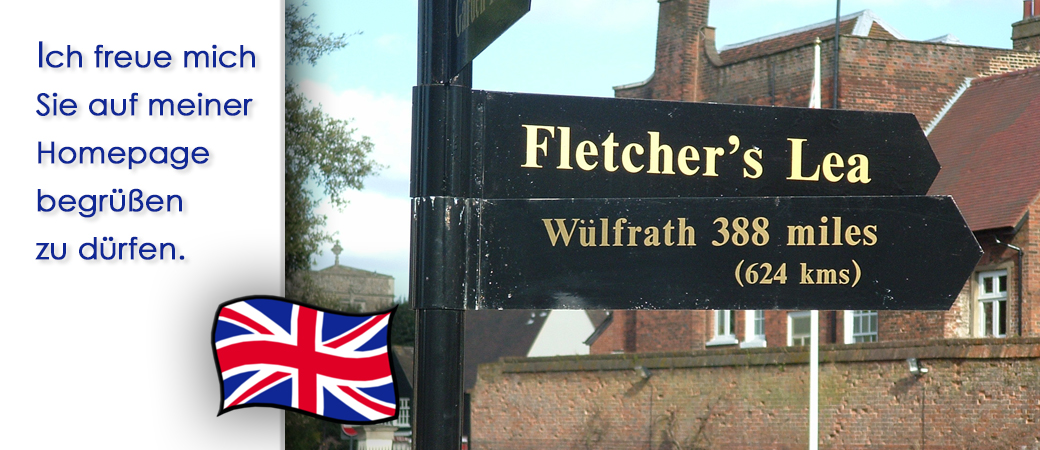 Ich freue mich
Sie auf meiner
Homepage
begrüßen
zu dürfen.
Fletcher's Lea
Wülfrath 388 miles
(624 kms)